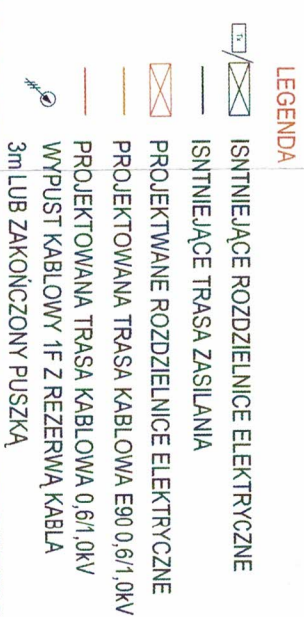 LEGENDA
ISNTNIEJĄCE ROZDZIELNICE ELEKTRYCZNE
ISNTNIEJĄCE TRASA ZASILANIA
PROJEKTWANE ROZDZIELNICE ELEKTRYCZNE
PROJEKTOWANA TRASA KABLOWA E90 0,6/1,0kV
PROJEKTOWANA TRASA KABLOWA 0,6/1,0kV
WYPUST KABLOWY 1F Z REZERWĄ KABLA
3m LUB ZAKOŃCZONY PUSZKĄ